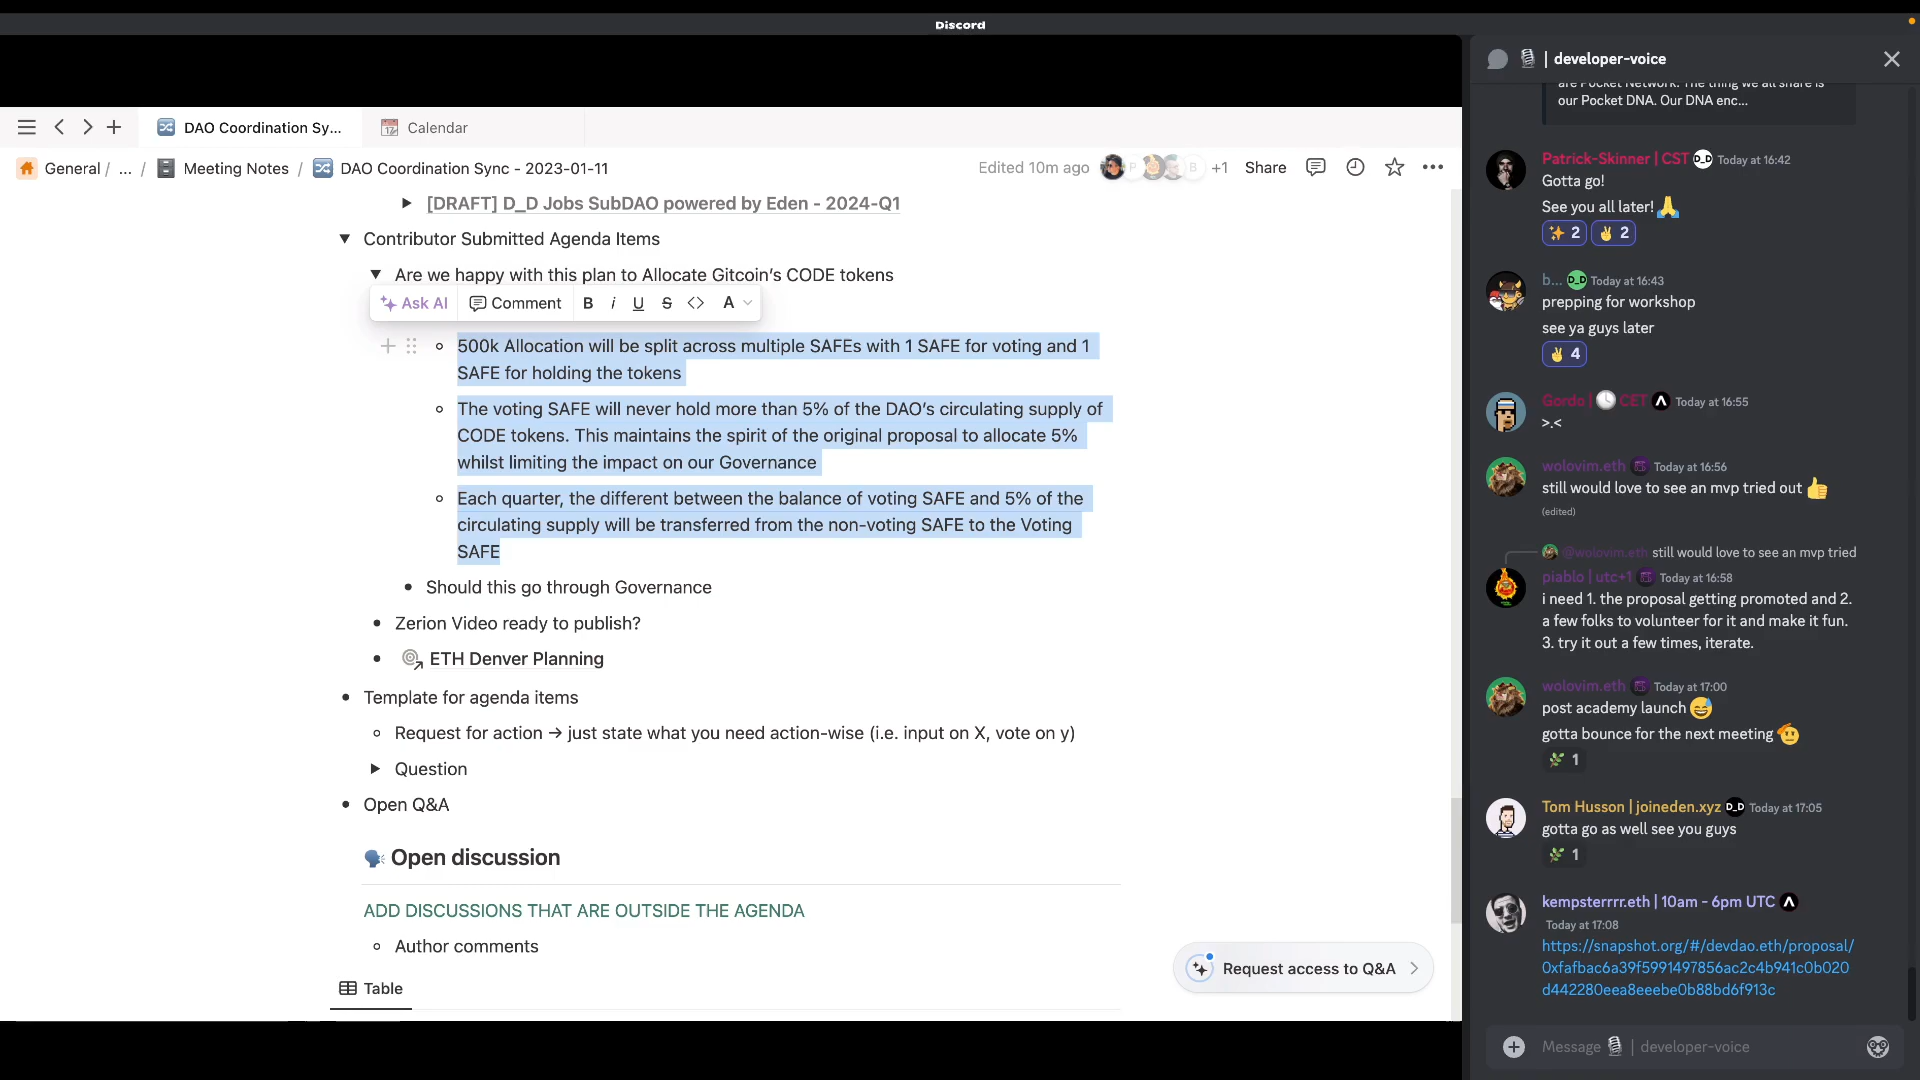 Discord
DAO Coordination Sy...
Calendar
General / ... / Meeting Notes / DAO Coordination Sync - 2023-01-11
Edited 10m ago
+1
Share
[DRAFT] D_D Jobs SubDAO powered by Eden - 2024-Q1
Contributor Submitted Agenda Items
Are we happy with this plan to Allocate Gitcoin's CODE tokens
Ask AI
Comment
B i U S <> A
500k Allocation will be split across multiple SAFEs with 1 SAFE for voting and 1
SAFE for holding the tokens
The voting SAFE will never hold more than 5% of the DAO's circulating supply of
CODE tokens. This maintains the spirit of the original proposal to allocate 5%
whilst limiting the impact on our Governance
Each quarter, the different between the balance of voting SAFE and 5% of the
circulating supply will be transferred from the non-voting SAFE to the Voting
SAFE
Should this go through Governance
Zerion Video ready to publish?
ETH Denver Planning
Template for agenda items
Request for action → just state what you need action-wise (i.e. input on X, vote on y)
Question
Open Q&A
🗣️ Open discussion
ADD DISCUSSIONS THAT ARE OUTSIDE THE AGENDA
Author comments
Table
Request access to Q&A
🎙️ | developer-voice
are Pocket Network. The thing we all share is
our Pocket DNA. Our DNA enc...
Patrick-Skinner | CST D_D Today at 16:42
Gotta go!
See you all later! 🙏
✨ 2 ✌️ 2
b... D_D Today at 16:43
prepping for workshop
see ya guys later
✌️ 4
Gordo | 🕓 CET Today at 16:55
>.<
wolovim.eth Today at 16:56
still would love to see an mvp tried out 👍
(edited)
@wolovim.eth still would love to see an mvp tried
piablo | utc+1 Today at 16:58
i need 1. the proposal getting promoted and 2.
a few folks to volunteer for it and make it fun.
3. try it out a few times, iterate.
wolovim.eth Today at 17:00
post academy launch 😅
gotta bounce for the next meeting 🫡
🌿 1
Tom Husson | joineden.xyz D_D Today at 17:05
gotta go as well see you guys
🌿 1
kempsterrrr.eth | 10am - 6pm UTC
Today at 17:08
https://snapshot.org/#/devdao.eth/proposal/
0xfafbac6a39f5991497856ac2c4b941c0b020
d442280eea8eeebe0b88bd6f913c
Message 🎙️ | developer-voice